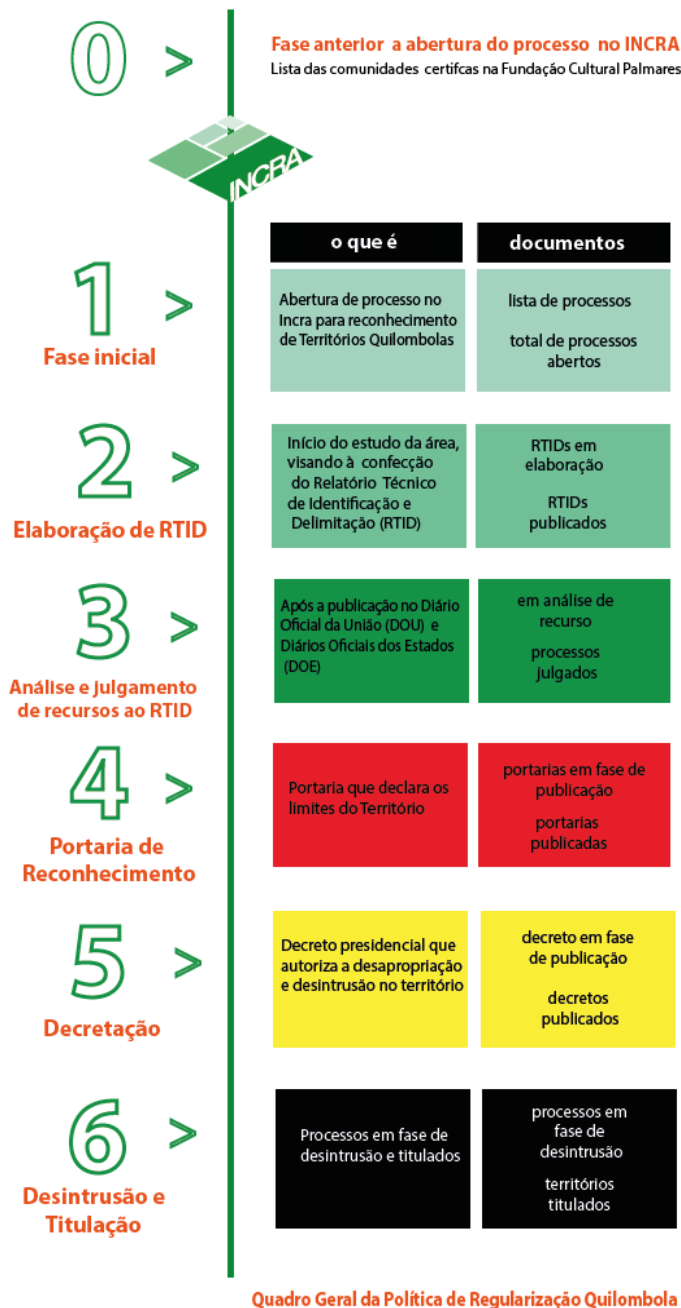 0 >
Fase anterior a abertura do processo no INCRA
Lista das comunidades certifcas na Fundação Cultural Palmares
INCRA
o que é
documentos
1 >
Fase inicial
Abertura de processo no
Incra para reconhecimento
de Territórios Quilombolas
lista de processos
total de processos
abertos
2 >
Elaboração de RTID
Início do estudo da área,
visando à confecção
do Relatório Técnico
de Identificação e
Delimitação (RTID)
RTIDs em
elaboração
RTIDs
publicados
3 >
Análise e julgamento
de recursos ao RTID
Após a publicação no Diário
Oficial da União (DOU) e
Diários Oficiais dos Estados
(DOE)
em análise de
recurso
processos
julgados
4 >
Portaria de
Reconhecimento
Portaria que declara os
limites do Território
portarias em fase de
publicação
portarias
publicadas
5 >
Decretação
Decreto presidencial que
autoriza a desapropriação
e desintrusão no território
decreto em fase
de publicação
decretos
publicados
6 >
Desintrusão e
Titulação
Processos em fase de
desintrusão e titulados
processos em
fase de
desintrusão
territórios
titulados
Quadro Geral da Política de Regularização Quilombola